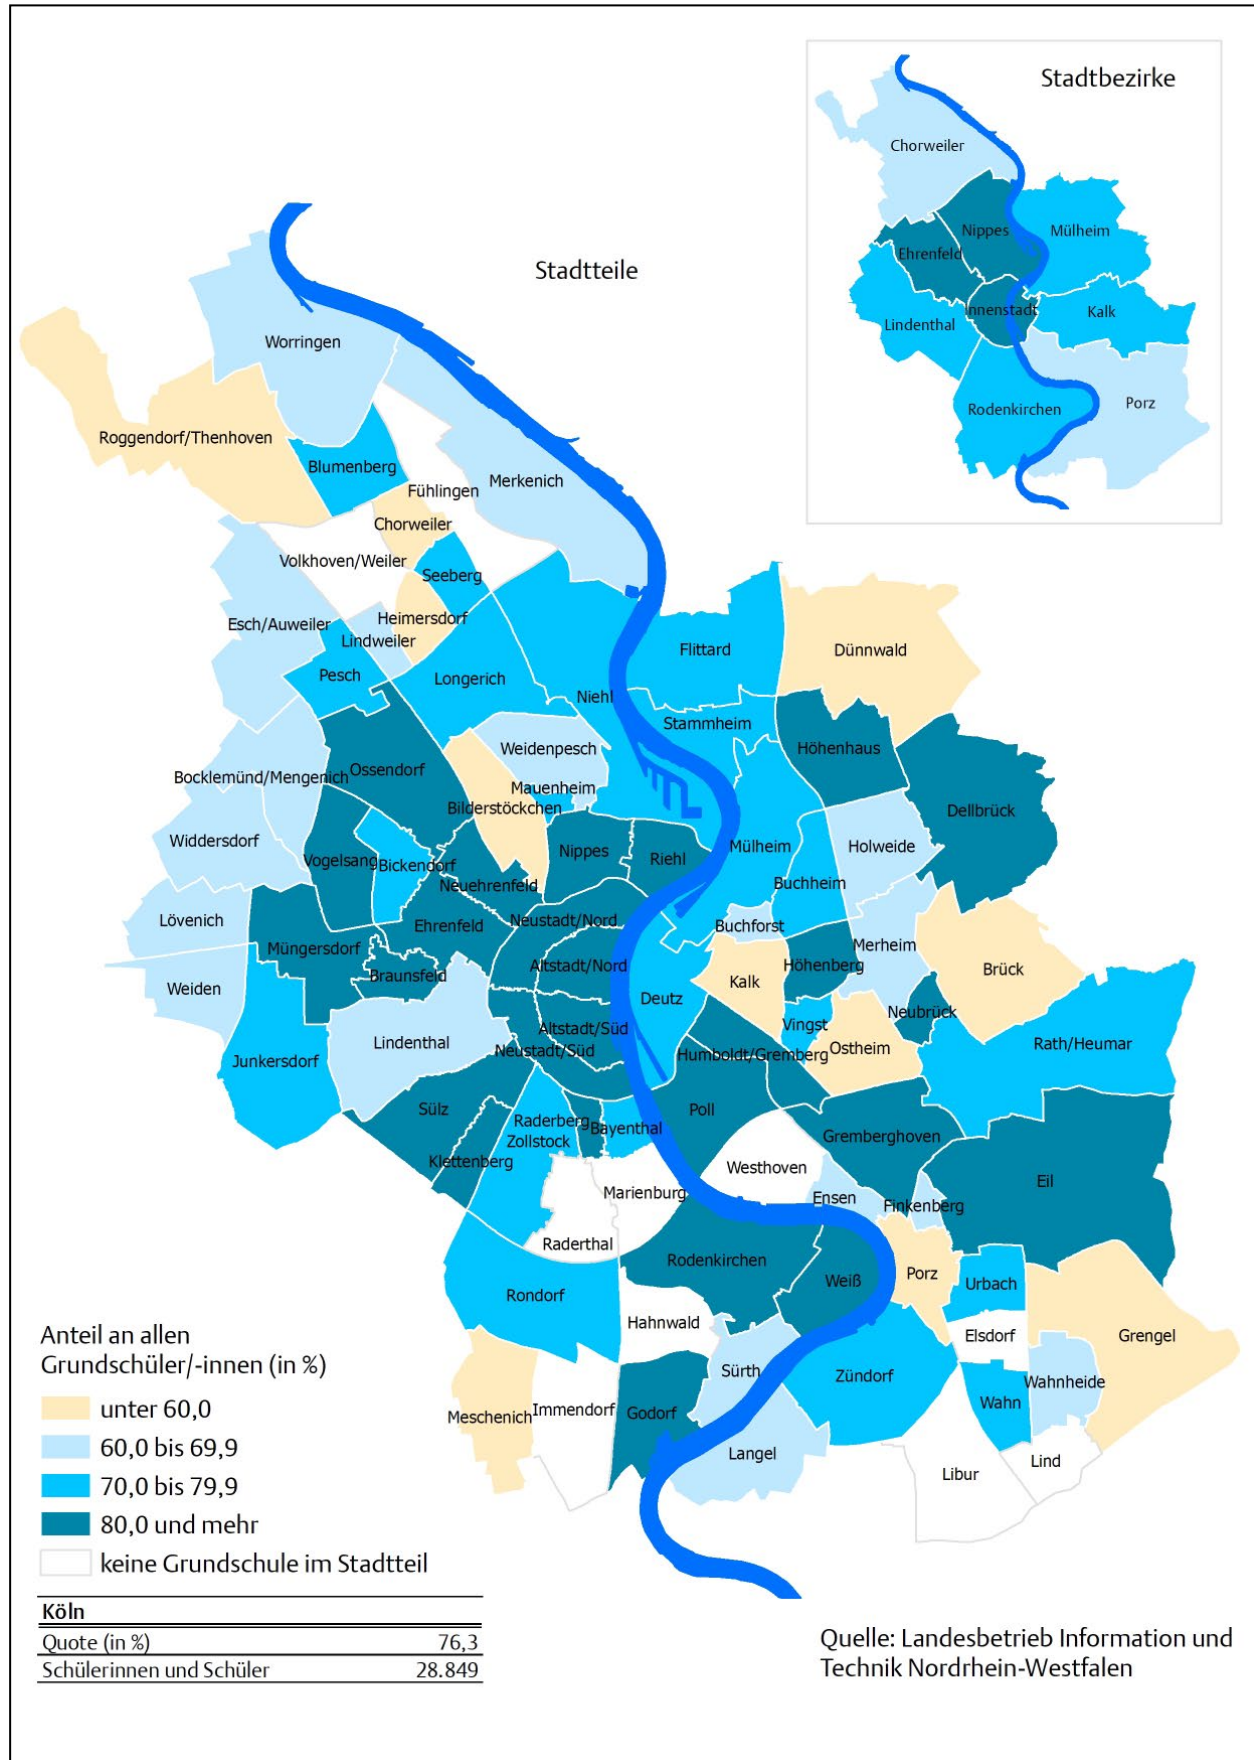 Stadtbezirke
Chorweiler
Nippes
Mülheim
Ehrenfeld
Innenstadt
Kalk
Lindenthal
Rodenkirchen
Porz
Stadtteile
Worringen
Roggendorf/Thenhoven
Blumenberg
Merkenich
Fühlingen
Chorweiler
Volkhoven/Weiler
Seeberg
Esch/Auweiler
Heimersdorf
Lindweiler
Pesch
Longerich
Flittard
Dünnwald
Niehl
Stammheim
Weidenpesch
Höhenhaus
Ossendorf
Bocklemünd/Mengenich
Mauenheim
Bilderstöckchen
Dellbrück
Widdersdorf
Vogelsang
Bickendorf
Nippes
Riehl
Mülheim
Holweide
Buchheim
Neuehrenfeld
Lövenich
Ehrenfeld
Neustadt/Nord
Buchforst
Müngersdorf
Merheim
Braunsfeld
Altstadt/Nord
Höhenberg
Brück
Weiden
Kalk
Deutz
Neubrück
Vingst
Altstadt/Süd
Lindenthal
Neustadt/Süd
Ostheim
Rath/Heumar
Junkersdorf
Humboldt/Gremberg
Sülz
Poll
Raderberg
Zollstock
Bayenthal
Gremberghoven
Klettenberg
Westhoven
Eil
Marienburg
Ensen
Finkenberg
Raderthal
Rodenkirchen
Weiß
Porz
Urbach
Rondorf
Hahnwald
Elsdorf
Grengel
Sürth
Zündorf
Wahnheide
Wahn
Meschenich
Immendorf
Godorf
Langel
Libur
Lind
Anteil an allen
Grundschüler/-innen (in %)
unter 60,0
60,0 bis 69,9
70,0 bis 79,9
80,0 und mehr
keine Grundschule im Stadtteil
Köln
Quote (in %) 76,3
Schülerinnen und Schüler 28.849
Quelle: Landesbetrieb Information und
Technik Nordrhein-Westfalen